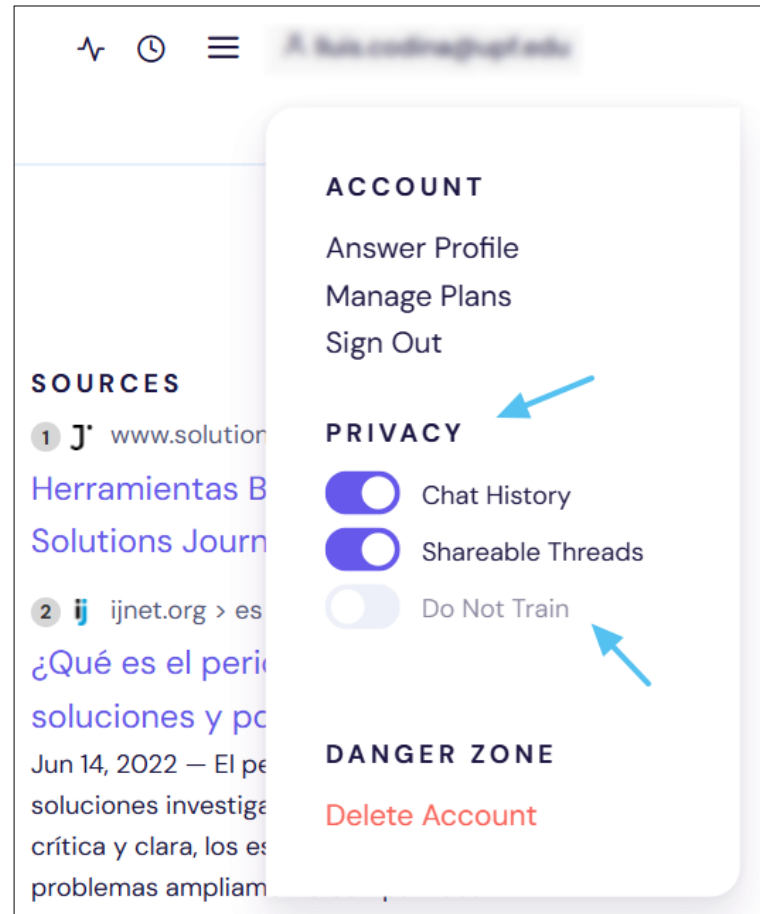 ACCOUNT
Answer Profile
Manage Plans
Sign Out
PRIVACY
Chat History
Shareable Threads
Do Not Train
DANGER ZONE
Delete Account
SOURCES
1 J www.solution
Herramientas B
Solutions Journ
2 ij ijnet.org > es
¿Qué es el peri
soluciones y po
Jun 14, 2022 — El pe
soluciones investiga
crítica y clara, los es
problemas ampliam